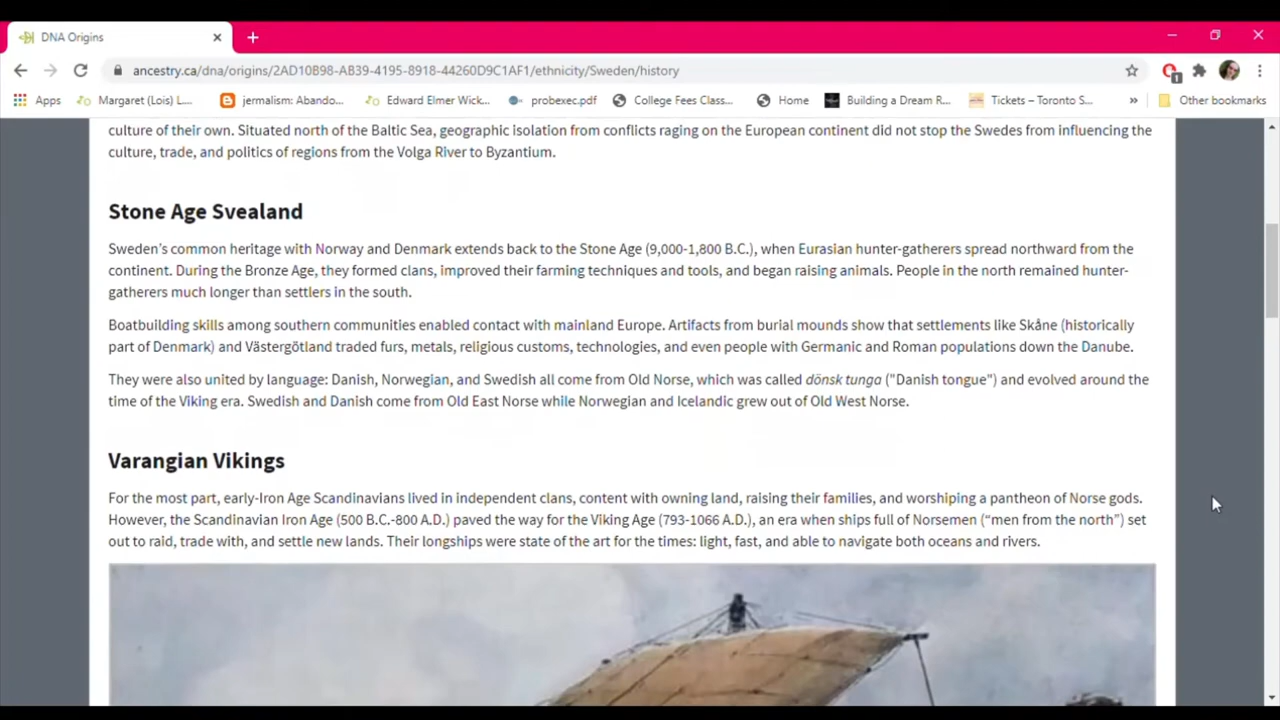 DNA Origins
ancestry.ca/dna/origins/2AD10B98-AB39-4195-8918-44260D9C1AF1/ethnicity/Sweden/history
1
Apps Margaret (Lois) L... jermalism: Abando... Edward Elmer Wick... probexec.pdf College Fees Class... Home Building a Dream R... Tickets – Toronto S... » Other bookmarks
culture of their own. Situated north of the Baltic Sea, geographic isolation from conflicts raging on the European continent did not stop the Swedes from influencing the
culture, trade, and politics of regions from the Volga River to Byzantium.
Stone Age Svealand
Sweden's common heritage with Norway and Denmark extends back to the Stone Age (9,000-1,800 B.C.), when Eurasian hunter-gatherers spread northward from the
continent. During the Bronze Age, they formed clans, improved their farming techniques and tools, and began raising animals. People in the north remained hunter-
gatherers much longer than settlers in the south.
Boatbuilding skills among southern communities enabled contact with mainland Europe. Artifacts from burial mounds show that settlements like Skåne (historically
part of Denmark) and Västergötland traded furs, metals, religious customs, technologies, and even people with Germanic and Roman populations down the Danube.
They were also united by language: Danish, Norwegian, and Swedish all come from Old Norse, which was called dönsk tunga ("Danish tongue") and evolved around the
time of the Viking era. Swedish and Danish come from Old East Norse while Norwegian and Icelandic grew out of Old West Norse.
Varangian Vikings
For the most part, early-Iron Age Scandinavians lived in independent clans, content with owning land, raising their families, and worshiping a pantheon of Norse gods.
However, the Scandinavian Iron Age (500 B.C.-800 A.D.) paved the way for the Viking Age (793-1066 A.D.), an era when ships full of Norsemen (“men from the north”) set
out to raid, trade with, and settle new lands. Their longships were state of the art for the times: light, fast, and able to navigate both oceans and rivers.